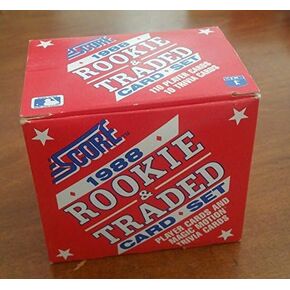 SCORE
1988
ROOKIE
& TRADED
CARD • SET
110 PLAYER CARDS
10 TRIVIA CARDS
SCORE
1988
ROOKIE
&
TRADED
CARD • SET
PLAYER CARDS AND
MAGIC MOTION
TRIVIA CARDS